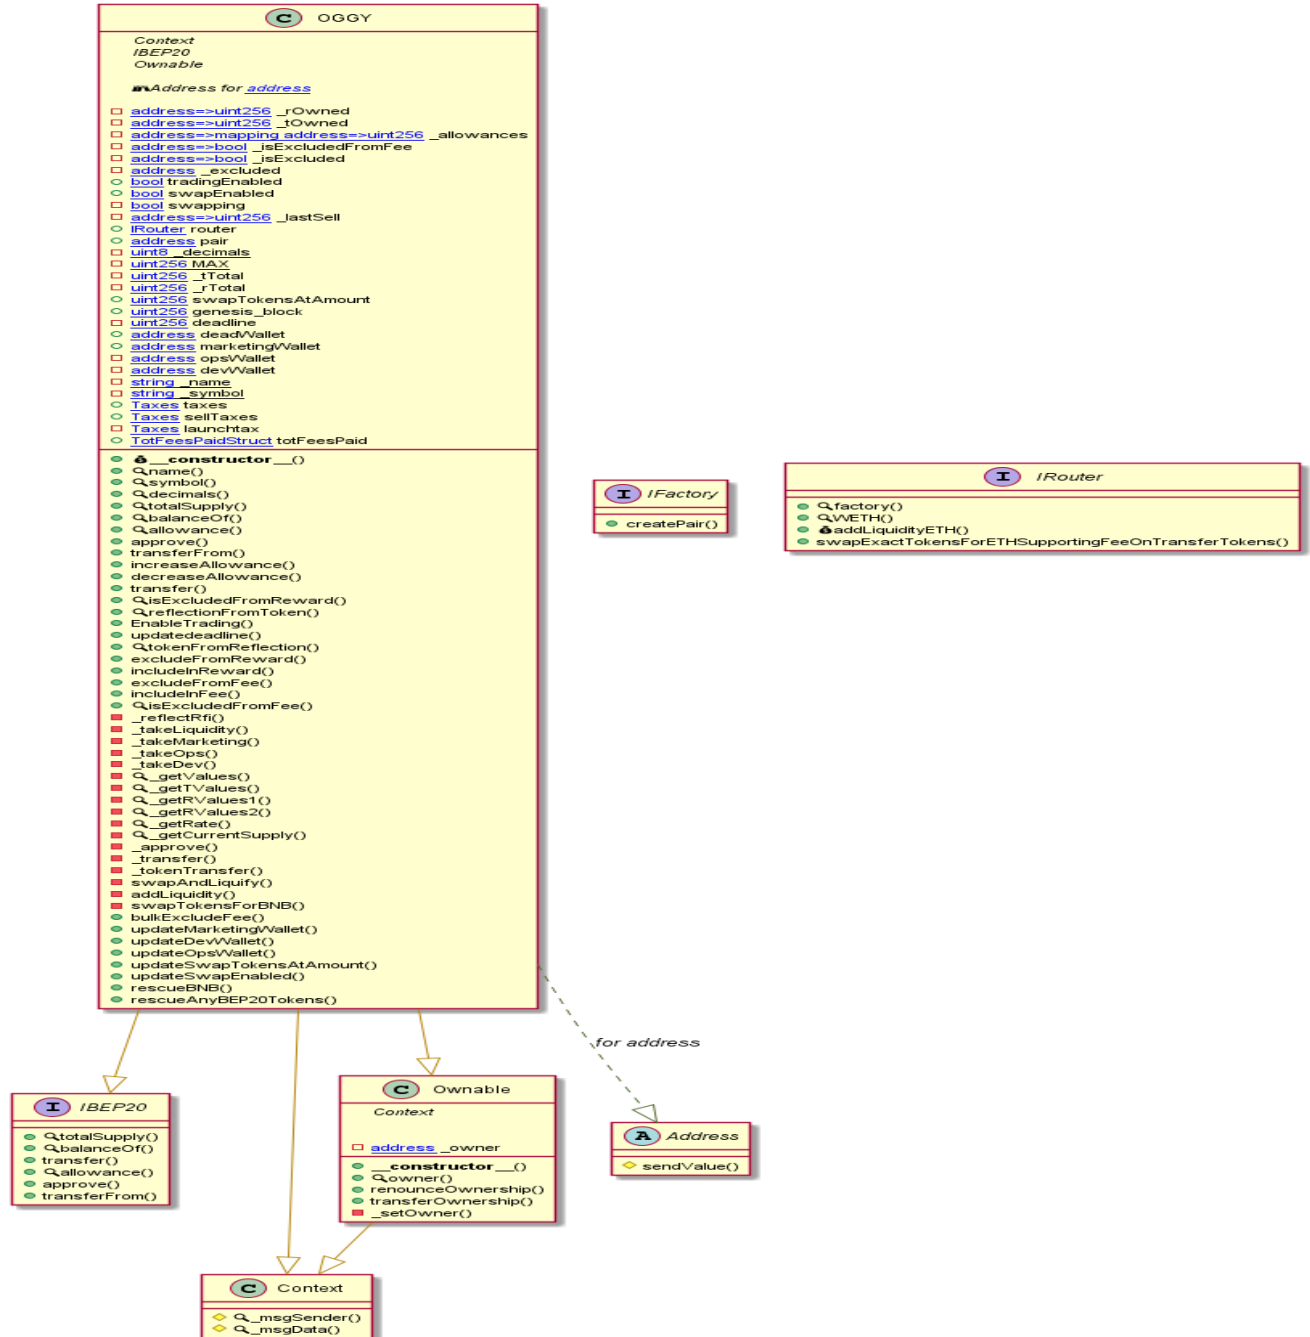 C OGGY
Context
IBEP20
Ownable
Address for address
address=>uint256 _rOwned
address=>uint256 _tOwned
address=>mapping address=>uint256 _allowances
address=>bool _isExcludedFromFee
address=>bool _isExcluded
address _excluded
bool tradingEnabled
bool swapEnabled
bool swapping
address=>uint256 _lastSell
IRouter router
address pair
uint8 _decimals
uint256 MAX
uint256 _tTotal
uint256 _rTotal
uint256 swapTokensAtAmount
uint256 genesis_block
uint256 deadline
address deadWallet
address marketingWallet
address opsWallet
address devWallet
string _name
string _symbol
Taxes taxes
Taxes sellTaxes
Taxes launchtax
TotFeesPaidStruct totFeesPaid
__constructor__()
name()
symbol()
decimals()
totalSupply()
balanceOf()
allowance()
approve()
transferFrom()
increaseAllowance()
decreaseAllowance()
transfer()
isExcludedFromReward()
reflectionFromToken()
EnableTrading()
updatedeadline()
tokenFromReflection()
excludeFromReward()
includeInReward()
excludeFromFee()
includeInFee()
isExcludedFromFee()
_reflectRfi()
_takeLiquidity()
_takeMarketing()
_takeOps()
_takeDev()
_getValues()
_getTValues()
_getRValues1()
_getRValues2()
_getRate()
_getCurrentSupply()
_approve()
_transfer()
_tokenTransfer()
swapAndLiquify()
addLiquidity()
swapTokensForBNB()
bulkExcludeFee()
updateMarketingWallet()
updateDevWallet()
updateOpsWallet()
updateSwapTokensAtAmount()
updateSwapEnabled()
rescueBNB()
rescueAnyBEP20Tokens()
I IFactory
createPair()
I IRouter
factory()
WETH()
addLiquidityETH()
swapExactTokensForETHSupportingFeeOnTransferTokens()
for address
I IBEP20
totalSupply()
balanceOf()
transfer()
allowance()
approve()
transferFrom()
C Ownable
Context
address _owner
__constructor__()
owner()
renounceOwnership()
transferOwnership()
_setOwner()
A Address
sendValue()
C Context
_msgSender()
_msgData()